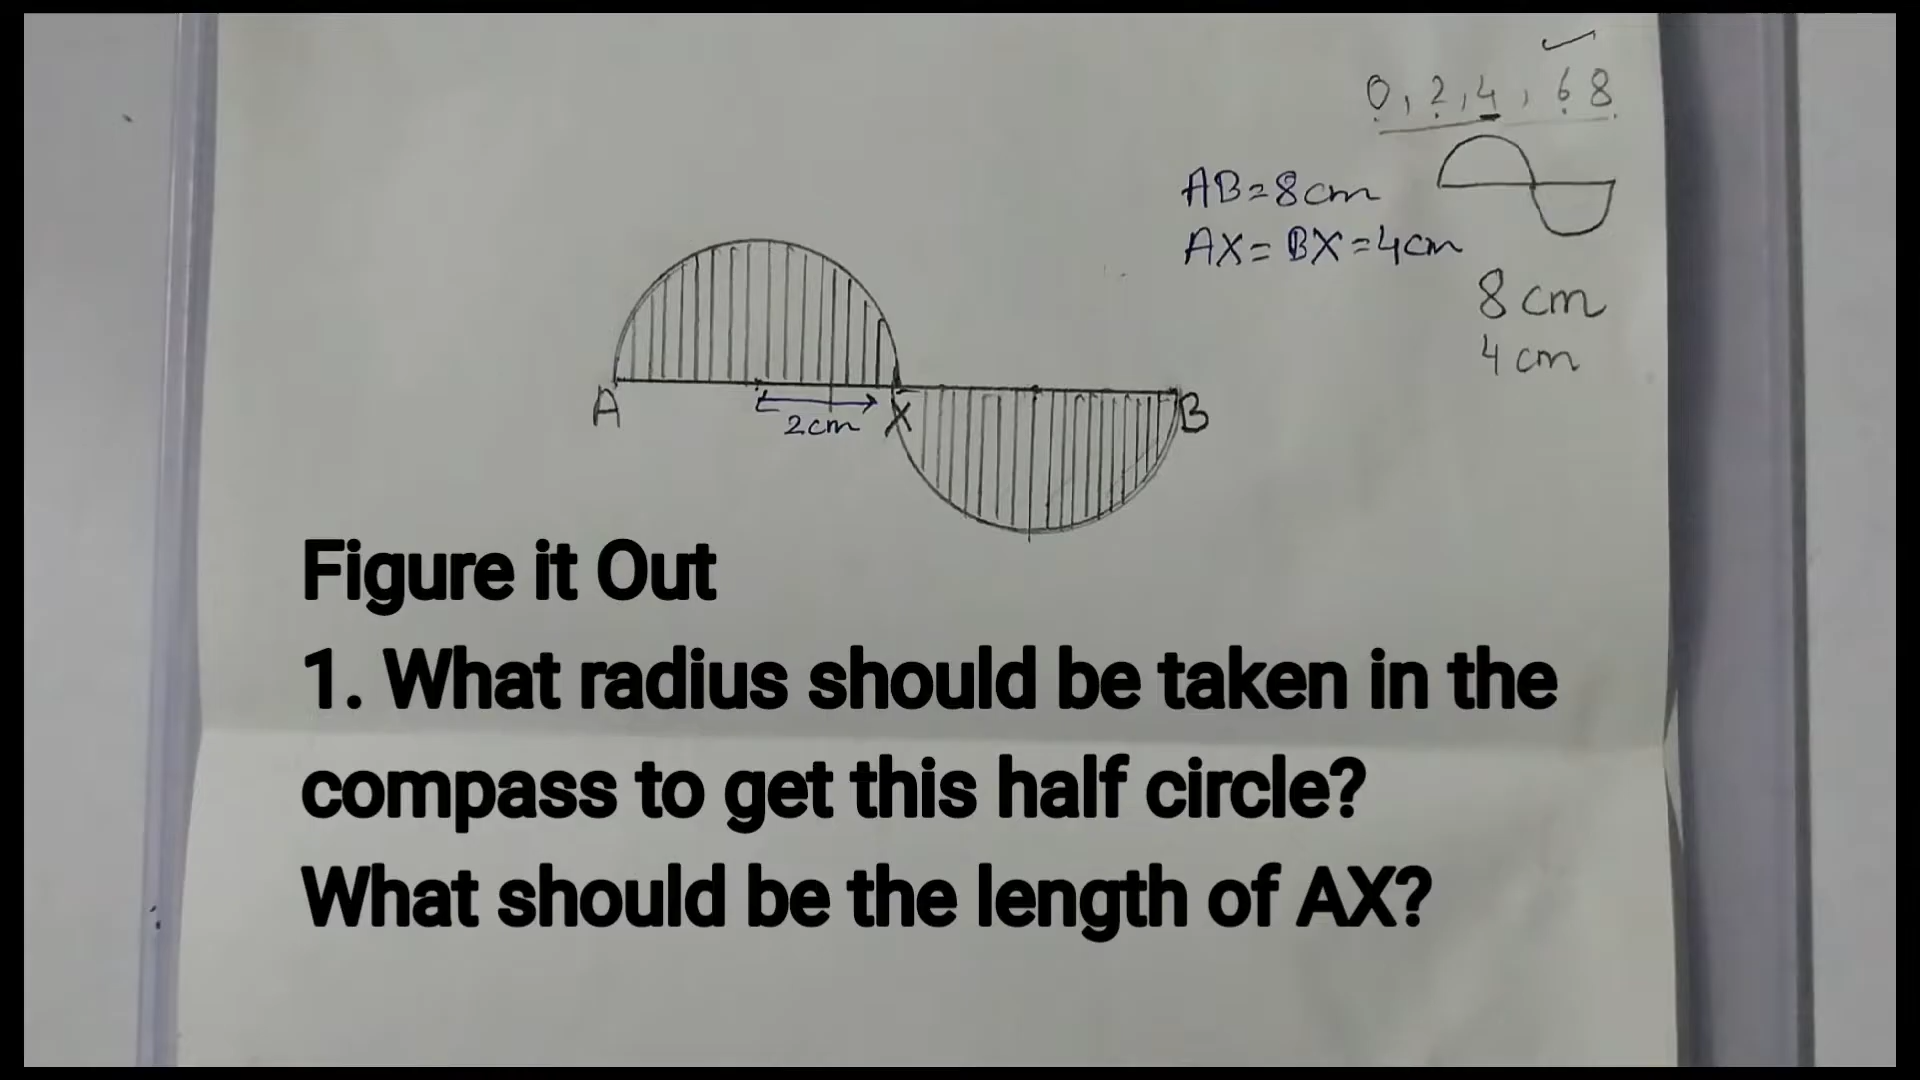 0, 2, 4, 6 8
AB=8cm
AX=BX=4cm
8 cm
4 cm
A
2cm
X
B
Figure it Out
1. What radius should be taken in the
compass to get this half circle?
What should be the length of AX?